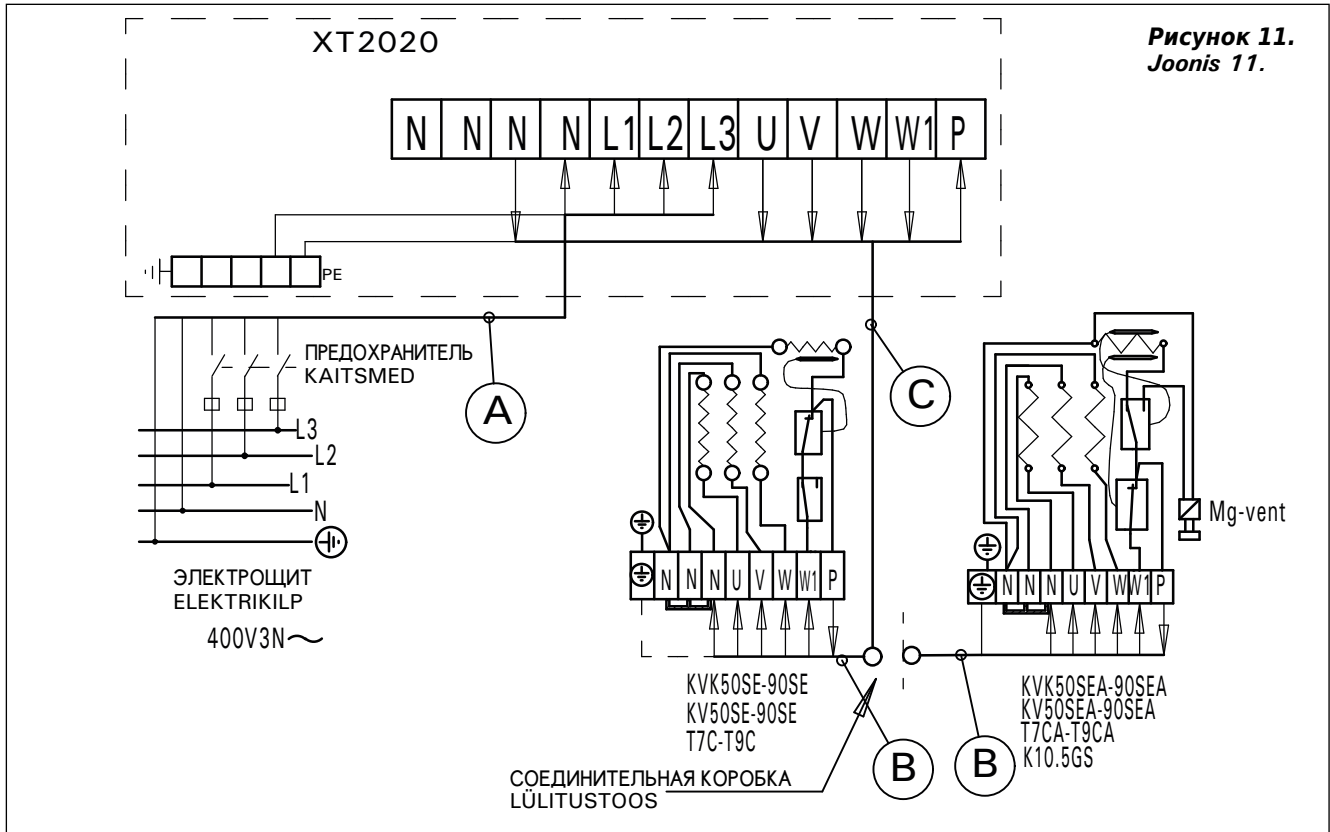 XT2020
Рисунок 11.
Joonis 11.
N N N N L1 L2 L3 U V W W1 P
PE
ПРЕДОХРАНИТЕЛЬ
KAITSMED
A
C
L3
L2
L1
N
ЭЛЕКТРОЩИТ
ELEKTRIKILP
400V3N~
Mg-vent
N N N U V W W1 P
N N N U V W W1 P
KVK50SE-90SE
KV50SE-90SE
T7C-T9C
KVK50SEA-90SEA
KV50SEA-90SEA
T7CA-T9CA
K10.5GS
B
B
СОЕДИНИТЕЛЬНАЯ КОРОБКА
LÜLITUSTOOS